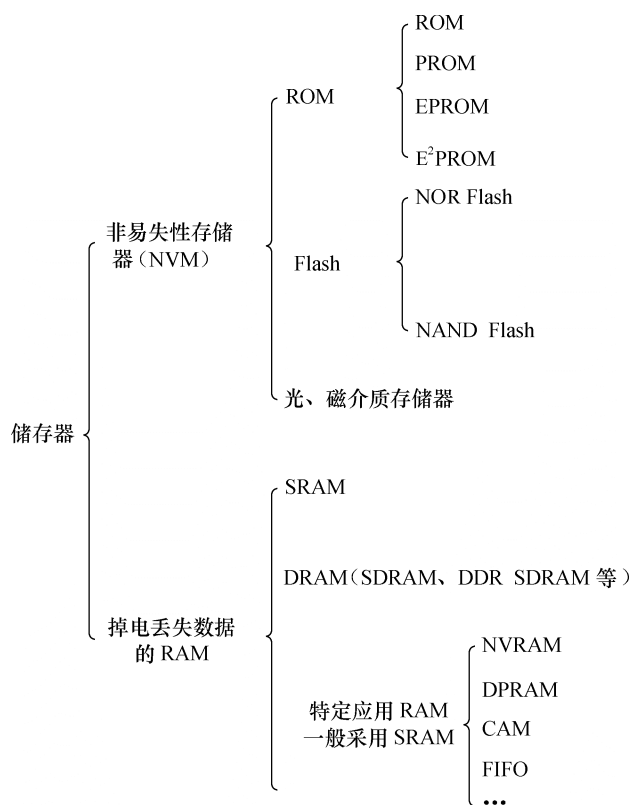 ROM
PROM
EPROM
E²PROM
ROM
NOR Flash
NAND Flash
Flash
光、磁介质存储器
非易失性存储
器（NVM）
储存器
SRAM
DRAM（SDRAM、DDR SDRAM 等）
掉电丢失数据
的 RAM
特定应用 RAM
一般采用 SRAM
NVRAM
DPRAM
CAM
FIFO
…